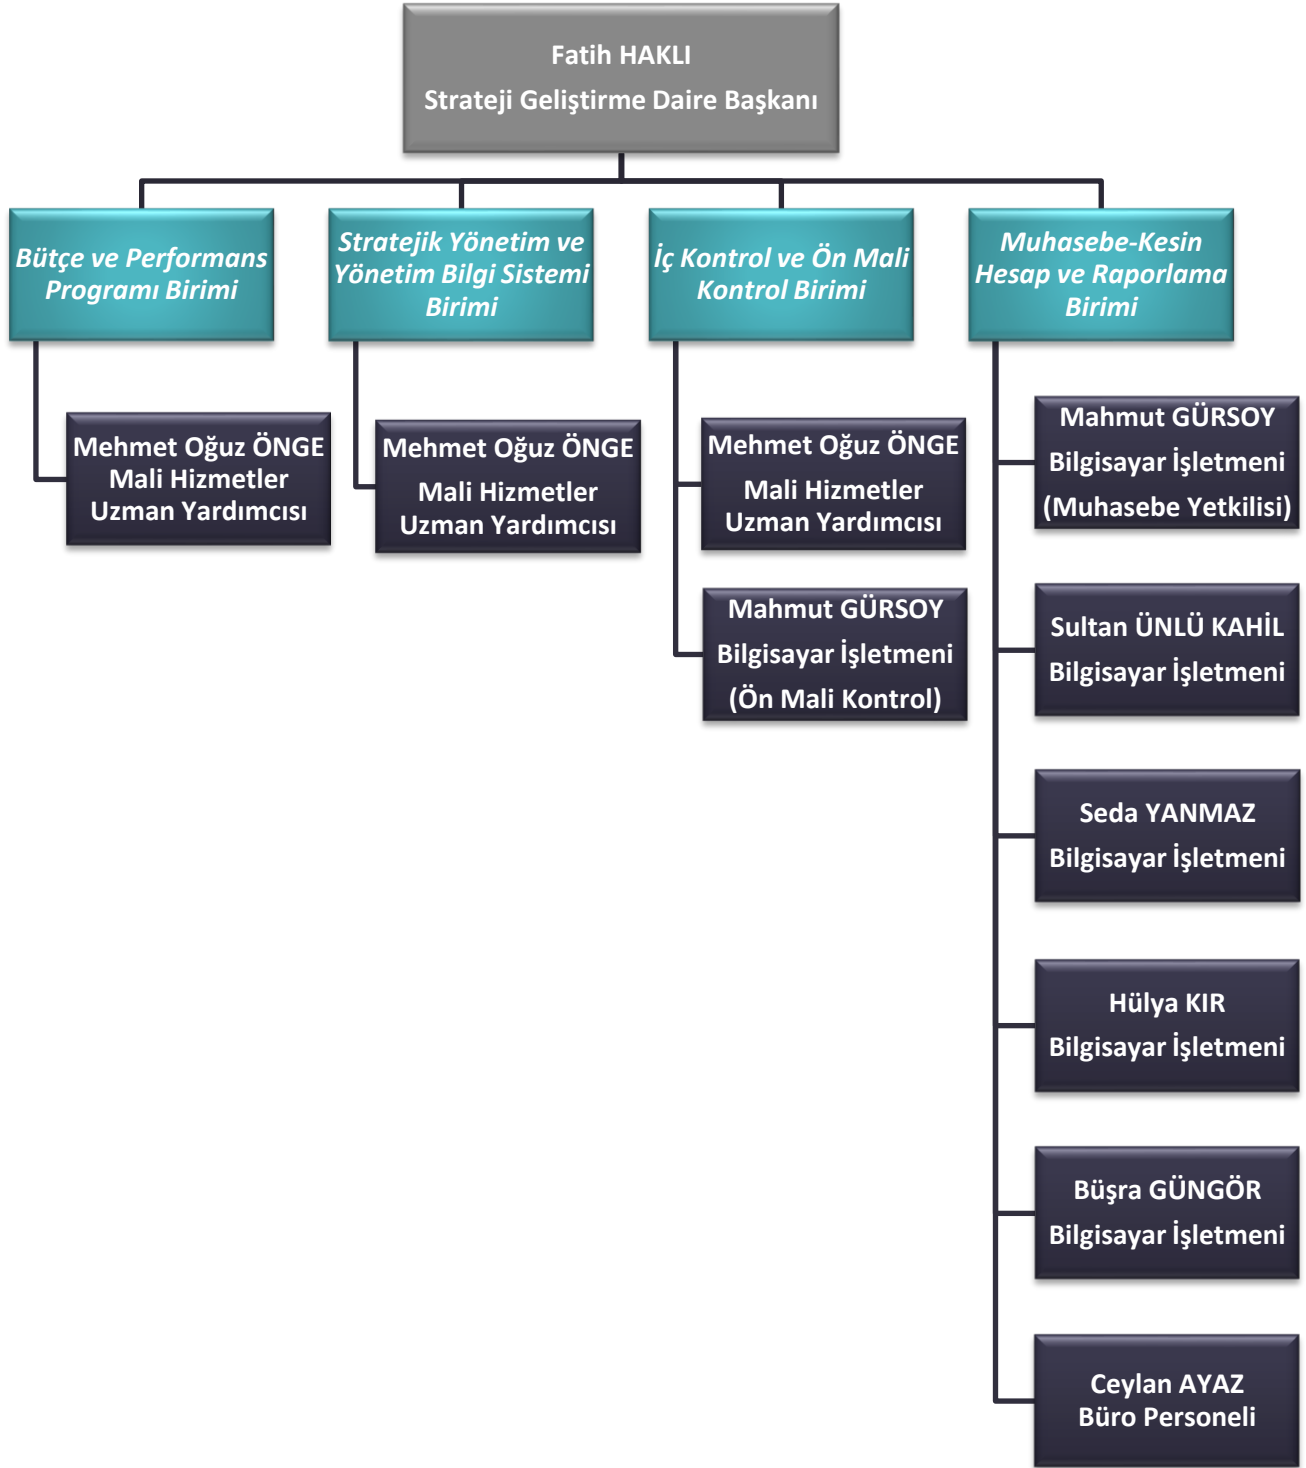 Fatih HAKLI
Strateji Geliştirme Daire Başkanı
Bütçe ve Performans
Programı Birimi
Stratejik Yönetim ve
Yönetim Bilgi Sistemi
Birimi
İç Kontrol ve Ön Mali
Kontrol Birimi
Muhasebe-Kesin
Hesap ve Raporlama
Birimi
Mehmet Oğuz ÖNGE
Mali Hizmetler
Uzman Yardımcısı
Mehmet Oğuz ÖNGE
Mali Hizmetler
Uzman Yardımcısı
Mehmet Oğuz ÖNGE
Mali Hizmetler
Uzman Yardımcısı
Mahmut GÜRSOY
Bilgisayar İşletmeni
(Ön Mali Kontrol)
Mahmut GÜRSOY
Bilgisayar İşletmeni
(Muhasebe Yetkilisi)
Sultan ÜNLÜ KAHİL
Bilgisayar İşletmeni
Seda YANMAZ
Bilgisayar İşletmeni
Hülya KIR
Bilgisayar İşletmeni
Büşra GÜNGÖR
Bilgisayar İşletmeni
Ceylan AYAZ
Büro Personeli